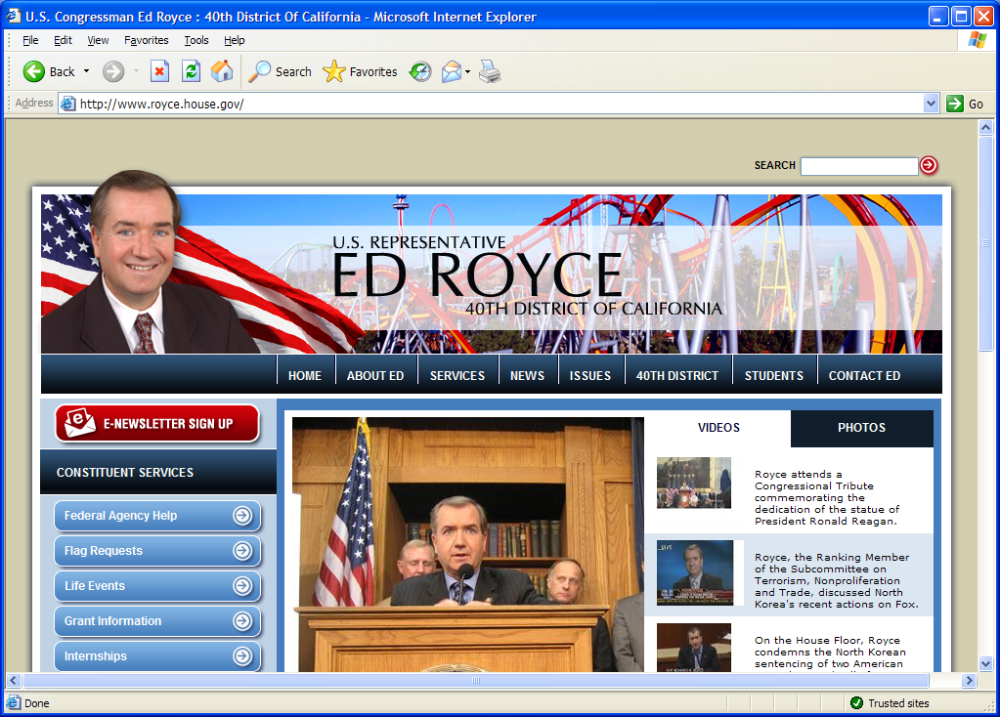 U.S. Congressman Ed Royce : 40th District Of California - Microsoft Internet Explorer
File Edit View Favorites Tools Help
Back Search Favorites
Address http://www.royce.house.gov/ Go
SEARCH
U.S. REPRESENTATIVE
ED ROYCE
40TH DISTRICT OF CALIFORNIA
HOME ABOUT ED SERVICES NEWS ISSUES 40TH DISTRICT STUDENTS CONTACT ED
E-NEWSLETTER SIGN UP
CONSTITUENT SERVICES
Federal Agency Help
Flag Requests
Life Events
Grant Information
Internships
VIDEOS PHOTOS
Royce attends a
Congressional Tribute
commemorating the
dedication of the statue of
President Ronald Reagan.
LIVE
Royce, the Ranking Member
of the Subcommittee on
Terrorism, Nonproliferation
and Trade, discussed North
Korea's recent actions on Fox.
On the House Floor, Royce
condemns the North Korean
sentencing of two American
Done Trusted sites